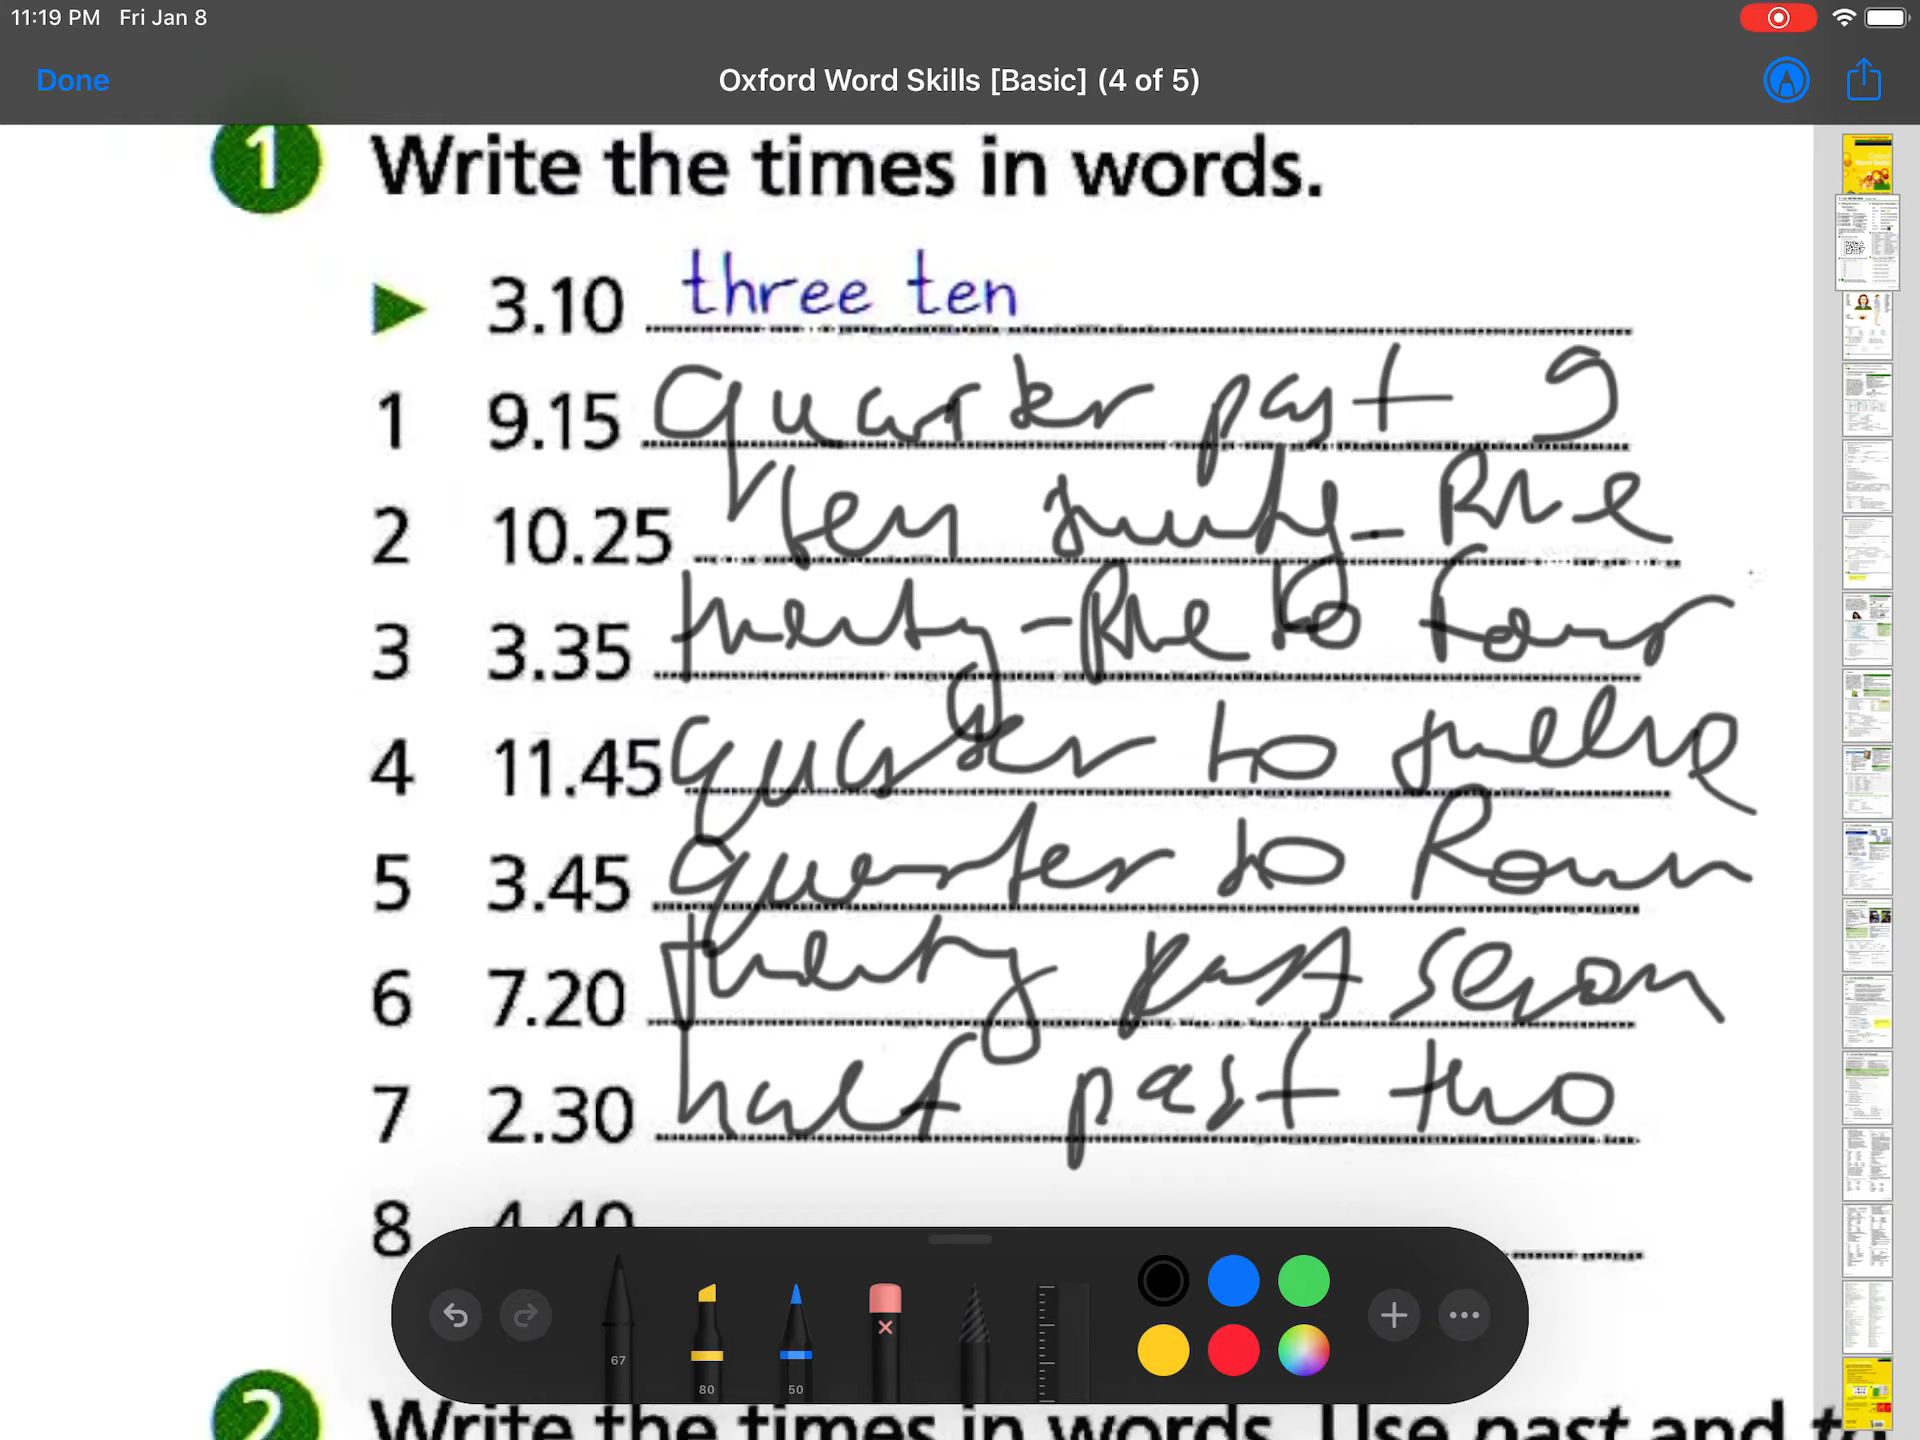 11:19 PM Fri Jan 8
Done Oxford Word Skills [Basic] (4 of 5)
1 Write the times in words.
3.10 three ten
1 9.15 quarter past 9
2 10.25 ten twenty-five
3 3.35 twenty-five to four
4 11.45 quarter to twelve
5 3.45 quarter to four
6 7.20 twenty past seven
7 2.30 half past two
8 4.40
67 80 50
2 Write the times in words. Use past and to